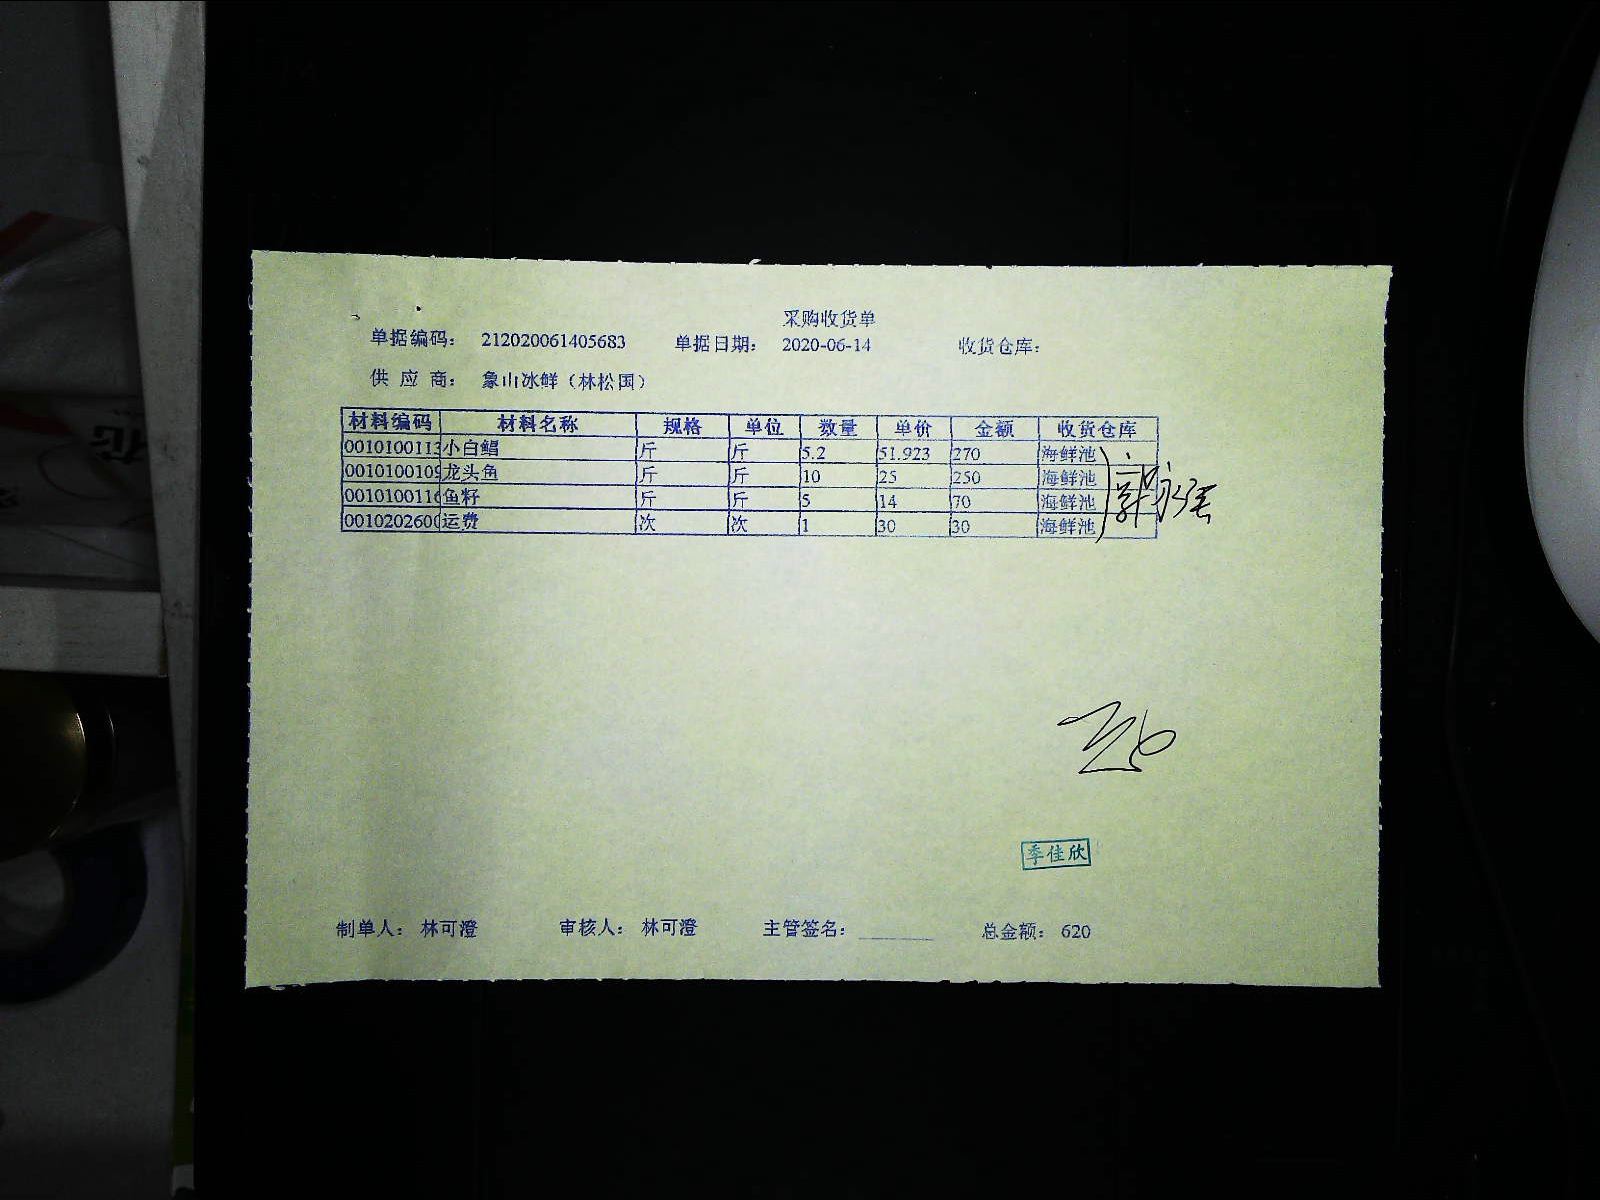 采购收货单
单据编码： 212020061405683 单据日期： 2020-06-14 收货仓库：
供 应 商： 象山冰鲜（林松国）
材料编码 材料名称 规格 单位 数量 单价 金额 收货仓库
001010011 小白鲳 斤 斤 5.2 51.923 270 海鲜池
001010010 龙头鱼 斤 斤 10 25 250 海鲜池
001010011 鱼籽 斤 斤 5 14 70 海鲜池
001020260 运费 次 次 1 30 30 海鲜池
季佳欣
制单人： 林可澄 审核人： 林可澄 主管签名： 总金额： 620